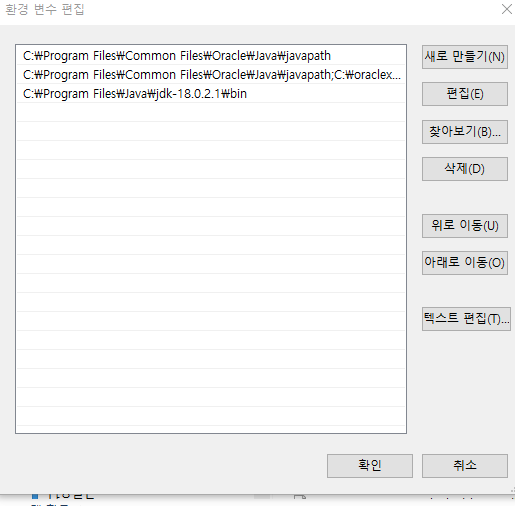 환경 변수 편집
C:₩Program Files₩Common Files₩Oracle₩Java₩javapath
C:₩Program Files₩Common Files₩Oracle₩Java₩javapath;C:₩oraclex...
C:₩Program Files₩Java₩jdk-18.0.2.1₩bin
새로 만들기(N)
편집(E)
찾아보기(B)...
삭제(D)
위로 이동(U)
아래로 이동(O)
텍스트 편집(T)...
확인
취소